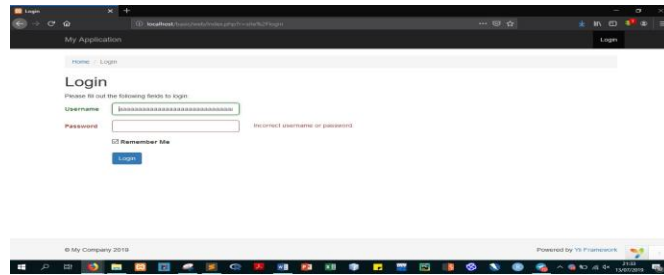 Login
localhost/basic/web/index.php?r=site%2Flogin
My Application
Login
Home / Login
Login
Please fill out the following fields to login:
Username
Password
Incorrect username or password.
Remember Me
Login
© My Company 2019
Powered by Yii Framework
21:33
13/07/2019